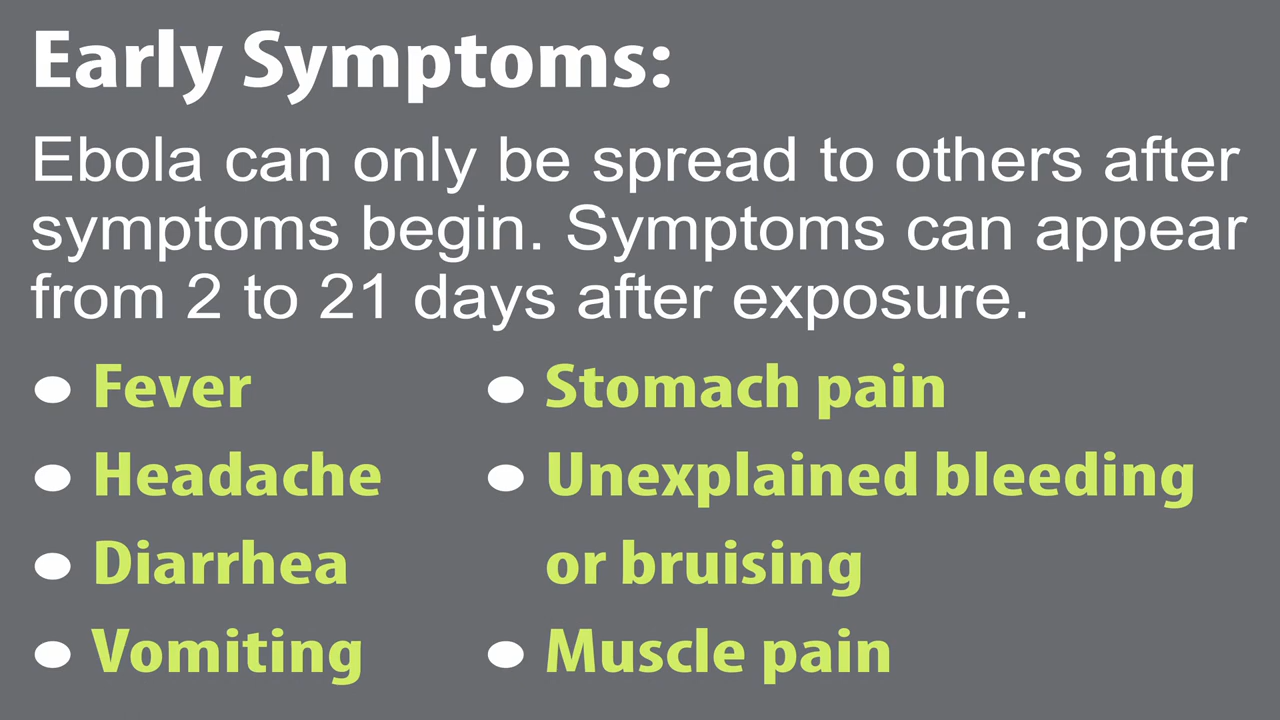 Early Symptoms:
Ebola can only be spread to others after
symptoms begin. Symptoms can appear
from 2 to 21 days after exposure.
• Fever
• Headache
• Diarrhea
• Vomiting
• Stomach pain
• Unexplained bleeding
or bruising
• Muscle pain